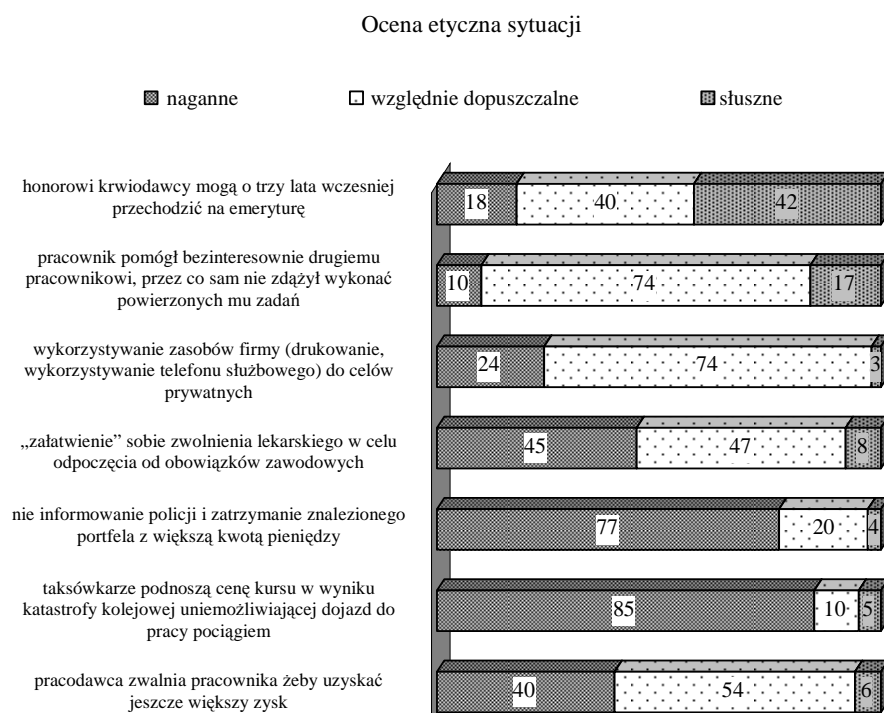 Ocena etyczna sytuacji
naganne względnie dopuszczalne słuszne
honorowi krwiodawcy mogą o trzy lata wczesniej
przechodzić na emeryturę
18 40 42
pracownik pomógł bezinteresownie drugiemu
pracownikowi, przez co sam nie zdążył wykonać
powierzonych mu zadań
10 74 17
wykorzystywanie zasobów firmy (drukowanie,
wykorzystywanie telefonu służbowego) do celów
prywatnych
24 74 3
„załatwienie” sobie zwolnienia lekarskiego w celu
odpoczęcia od obowiązków zawodowych
45 47 8
nie informowanie policji i zatrzymanie znalezionego
portfela z większą kwotą pieniędzy
77 20 4
taksówkarze podnoszą cenę kursu w wyniku
katastrofy kolejowej uniemożliwiającej dojazd do
pracy pociągiem
85 10 5
pracodawca zwalnia pracownika żeby uzyskać
jeszcze większy zysk
40 54 6